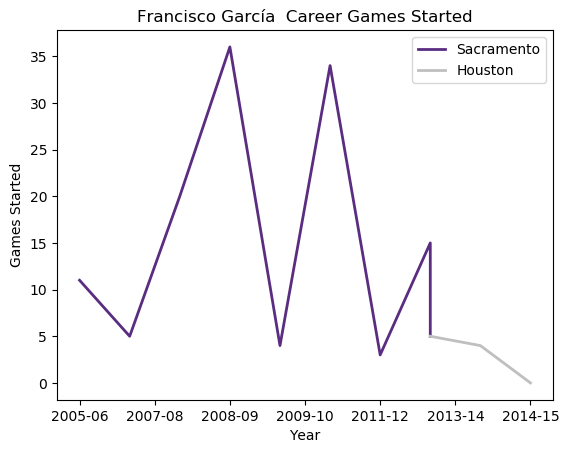 Francisco García  Career Games Started
Sacramento
Houston
Games Started
35
30
25
20
15
10
5
0
2005-06 2007-08 2008-09 2009-10 2011-12 2013-14 2014-15
Year